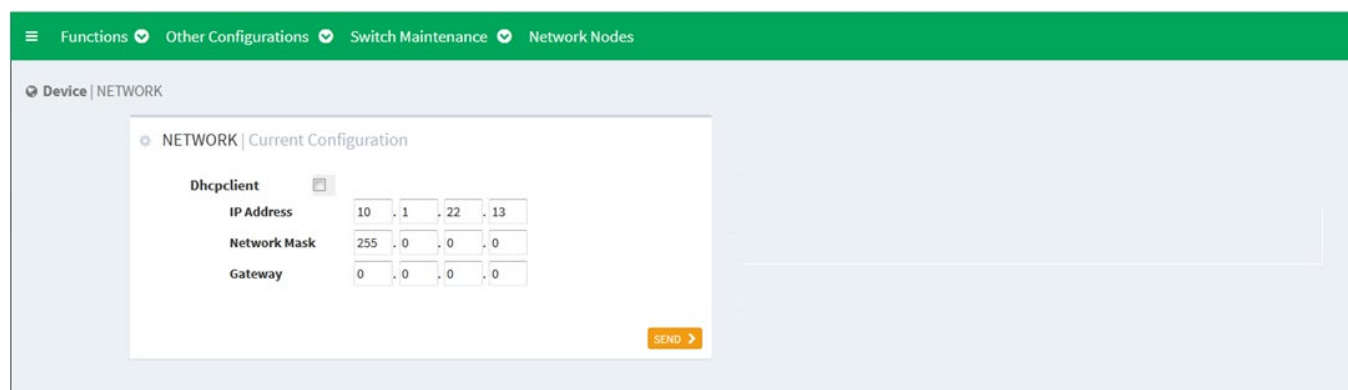 Functions Other Configurations Switch Maintenance Network Nodes
Device | NETWORK
NETWORK | Current Configuration
Dhcpclient
IP Address 10 . 1 . 22 . 13
Network Mask 255 . 0 . 0 . 0
Gateway 0 . 0 . 0 . 0
SEND